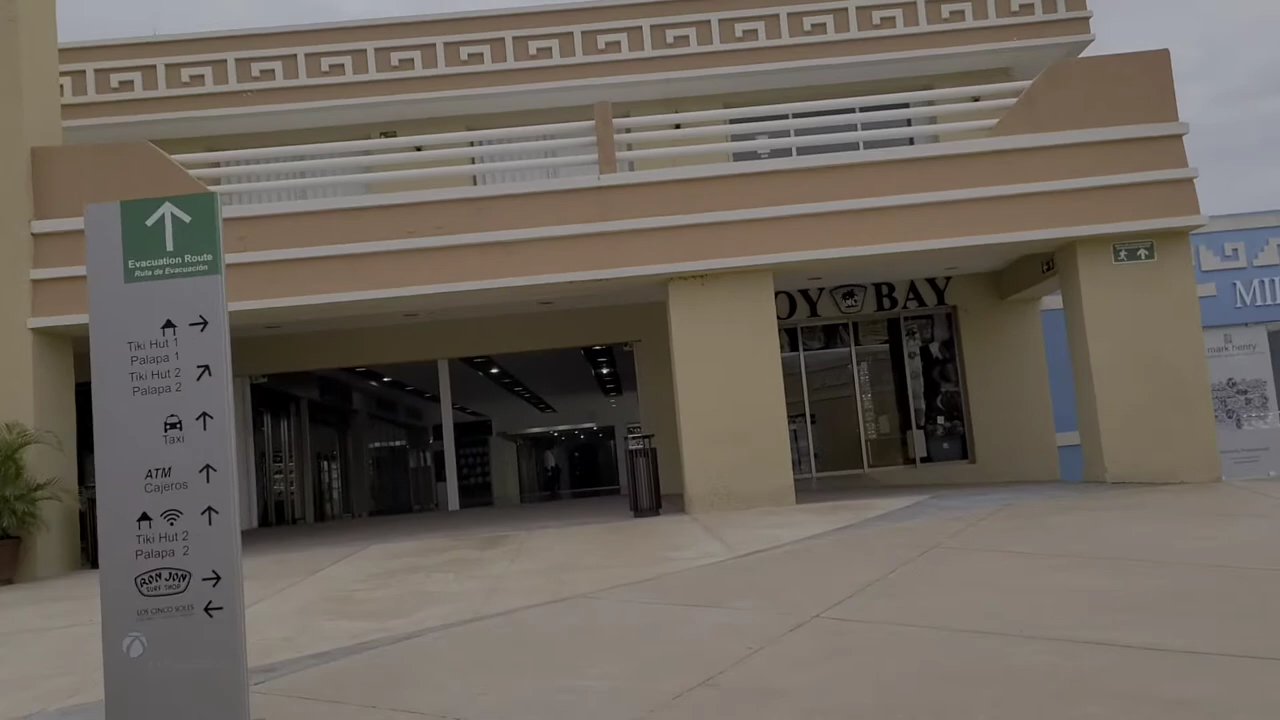 Evacuation Route
Ruta de Evacuación
Tiki Hut 1
Palapa 1
Tiki Hut 2
Palapa 2
Taxi
ATM
Cajeros
Tiki Hut 2
Palapa 2
RON JON
SURF SHOP
LOS CINCO SOLES
OY BAY
MI
mark henry